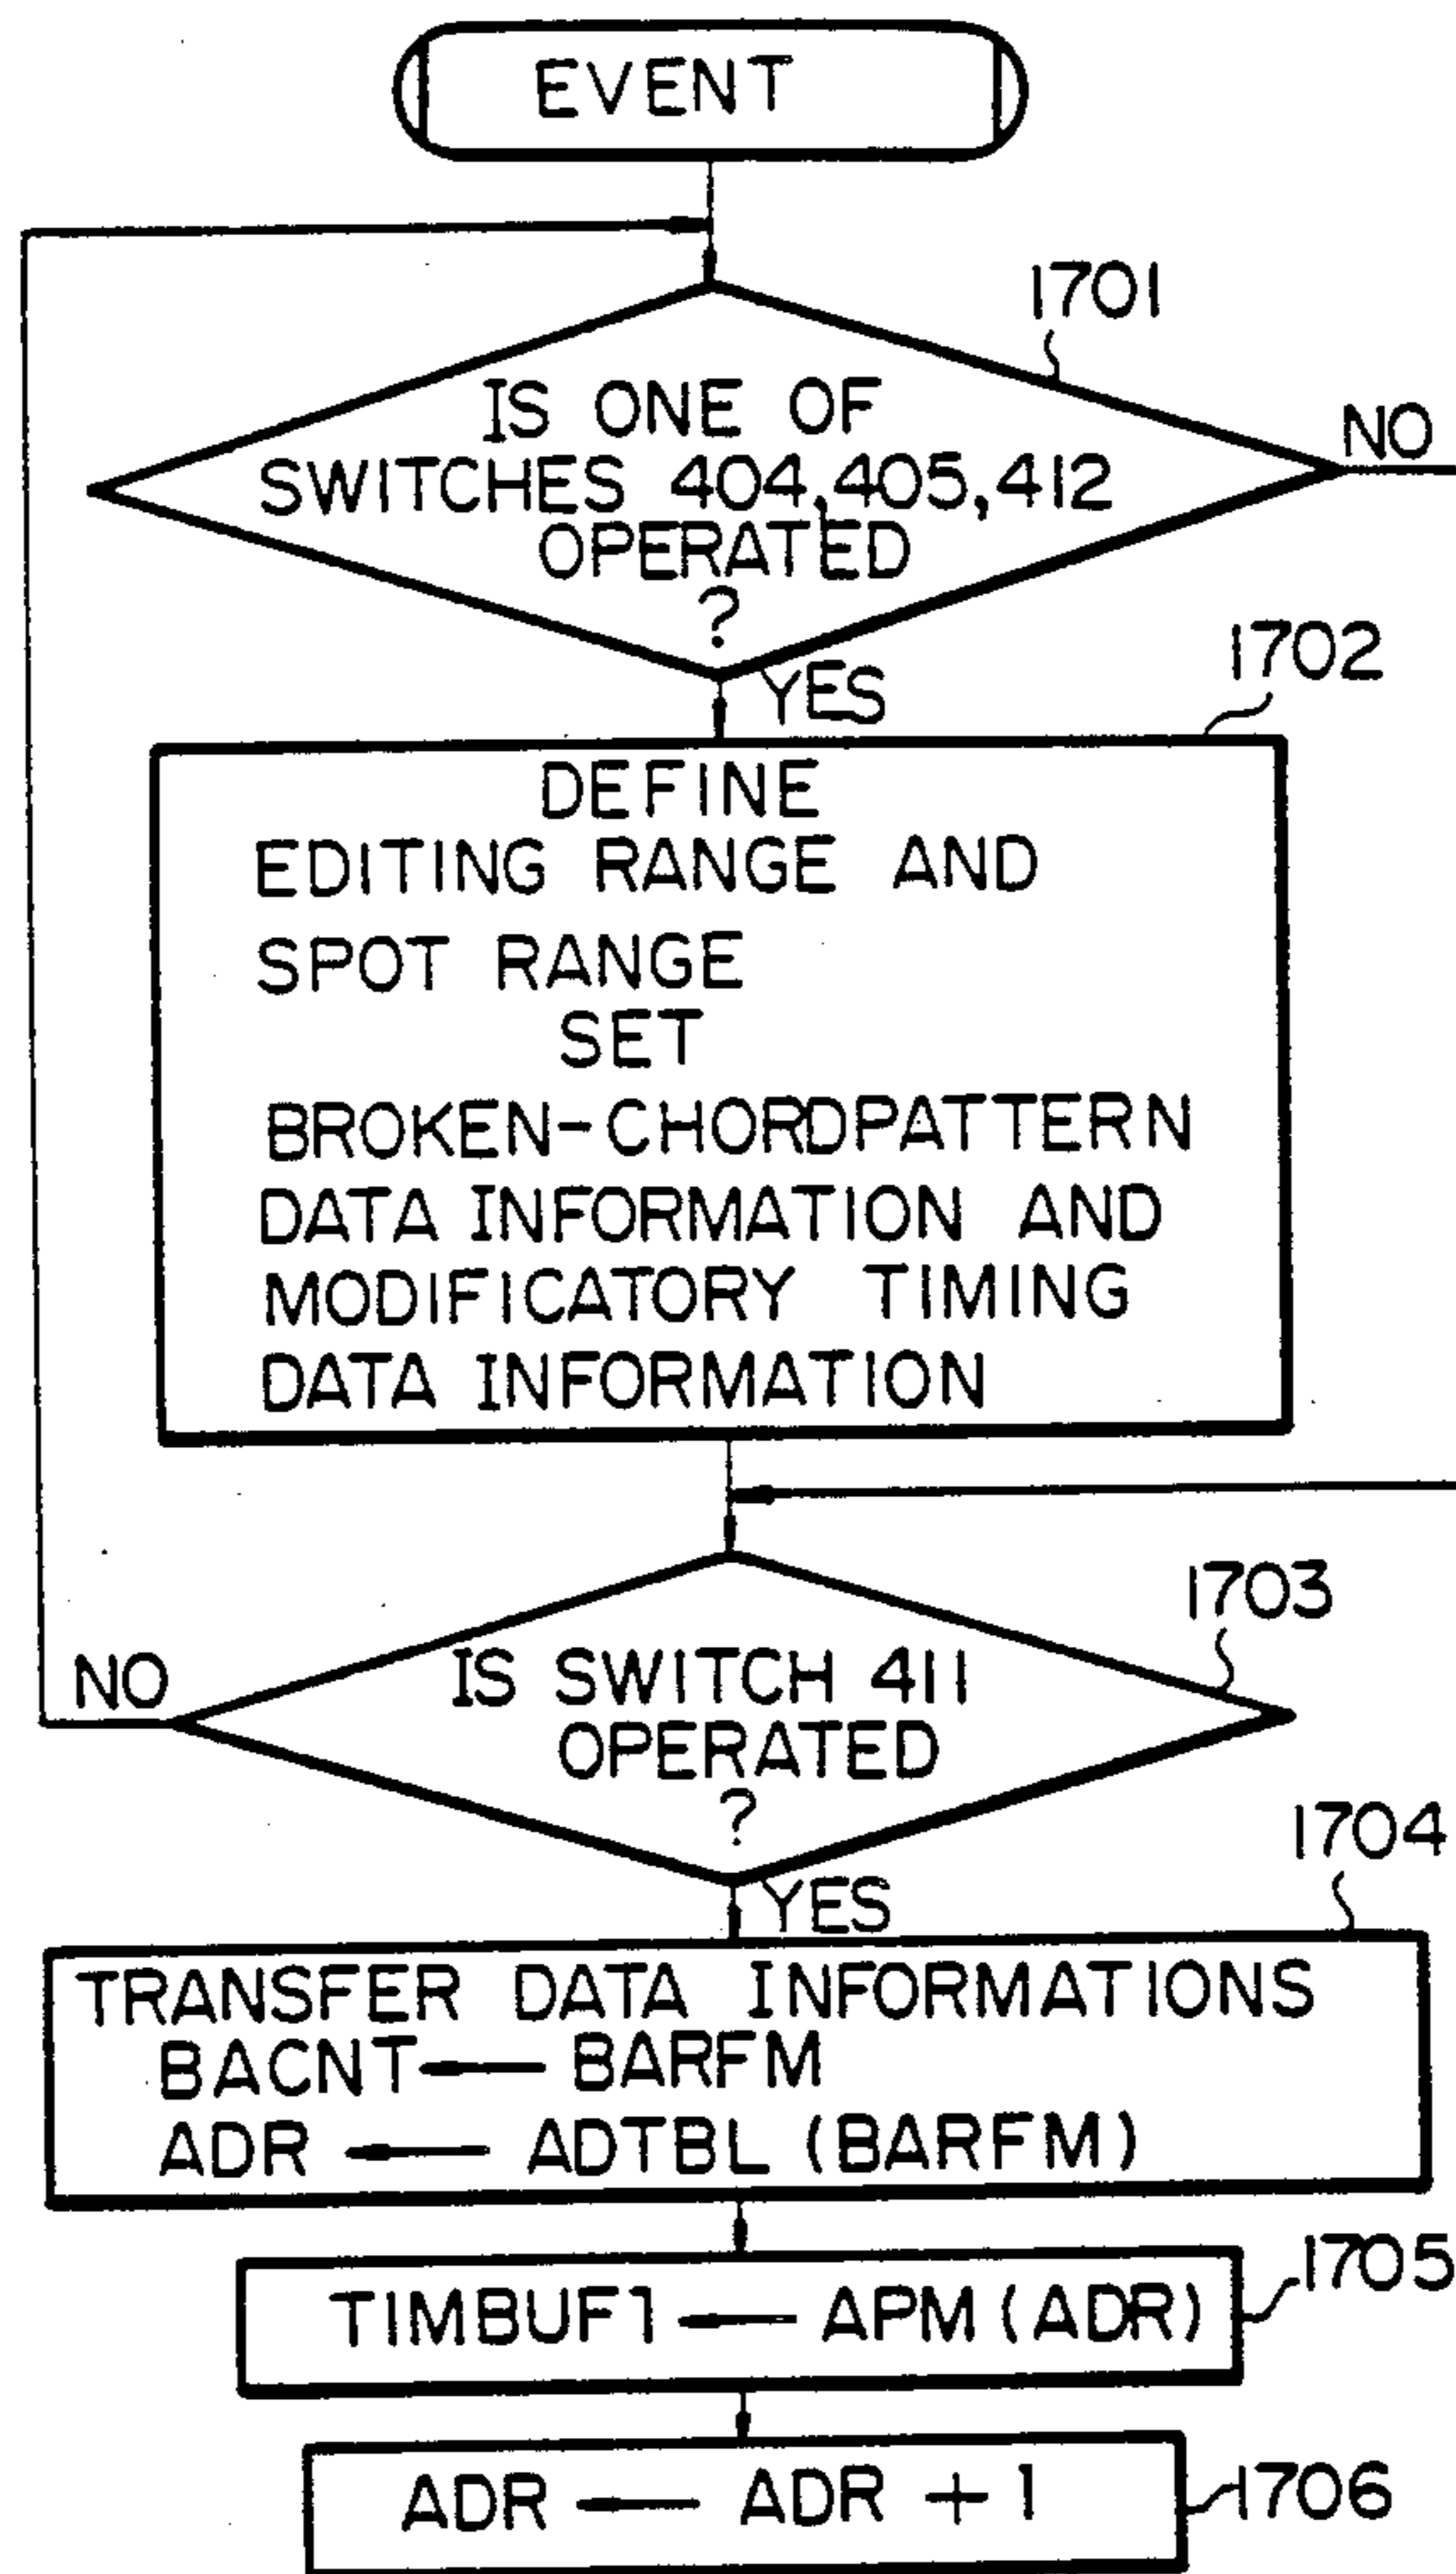 EVENT
1701
IS ONE OF
SWITCHES 404,405,412
OPERATED
?
NO
YES
1702
DEFINE
EDITING RANGE AND
SPOT RANGE
SET
BROKEN-CHORDPATTERN
DATA INFORMATION AND
MODIFICATORY TIMING
DATA INFORMATION
1703
IS SWITCH 411
OPERATED
?
NO
YES
1704
TRANSFER DATA INFORMATIONS
BACNT ← BARFM
ADR ← ADTBL (BARFM)
1705
TIMBUF1 ← APM (ADR)
ADR ← ADR + 1
1706